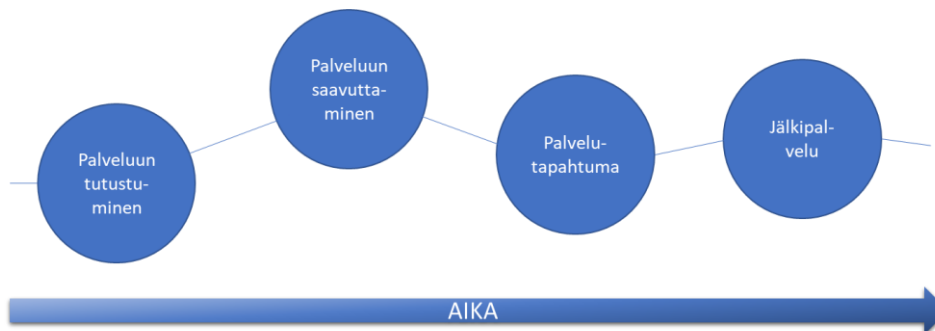 Palveluun
tutustu-
minen
Palveluun
saavutta-
minen
Palvelu-
tapahtuma
Jälkipal-
velu
AIKA